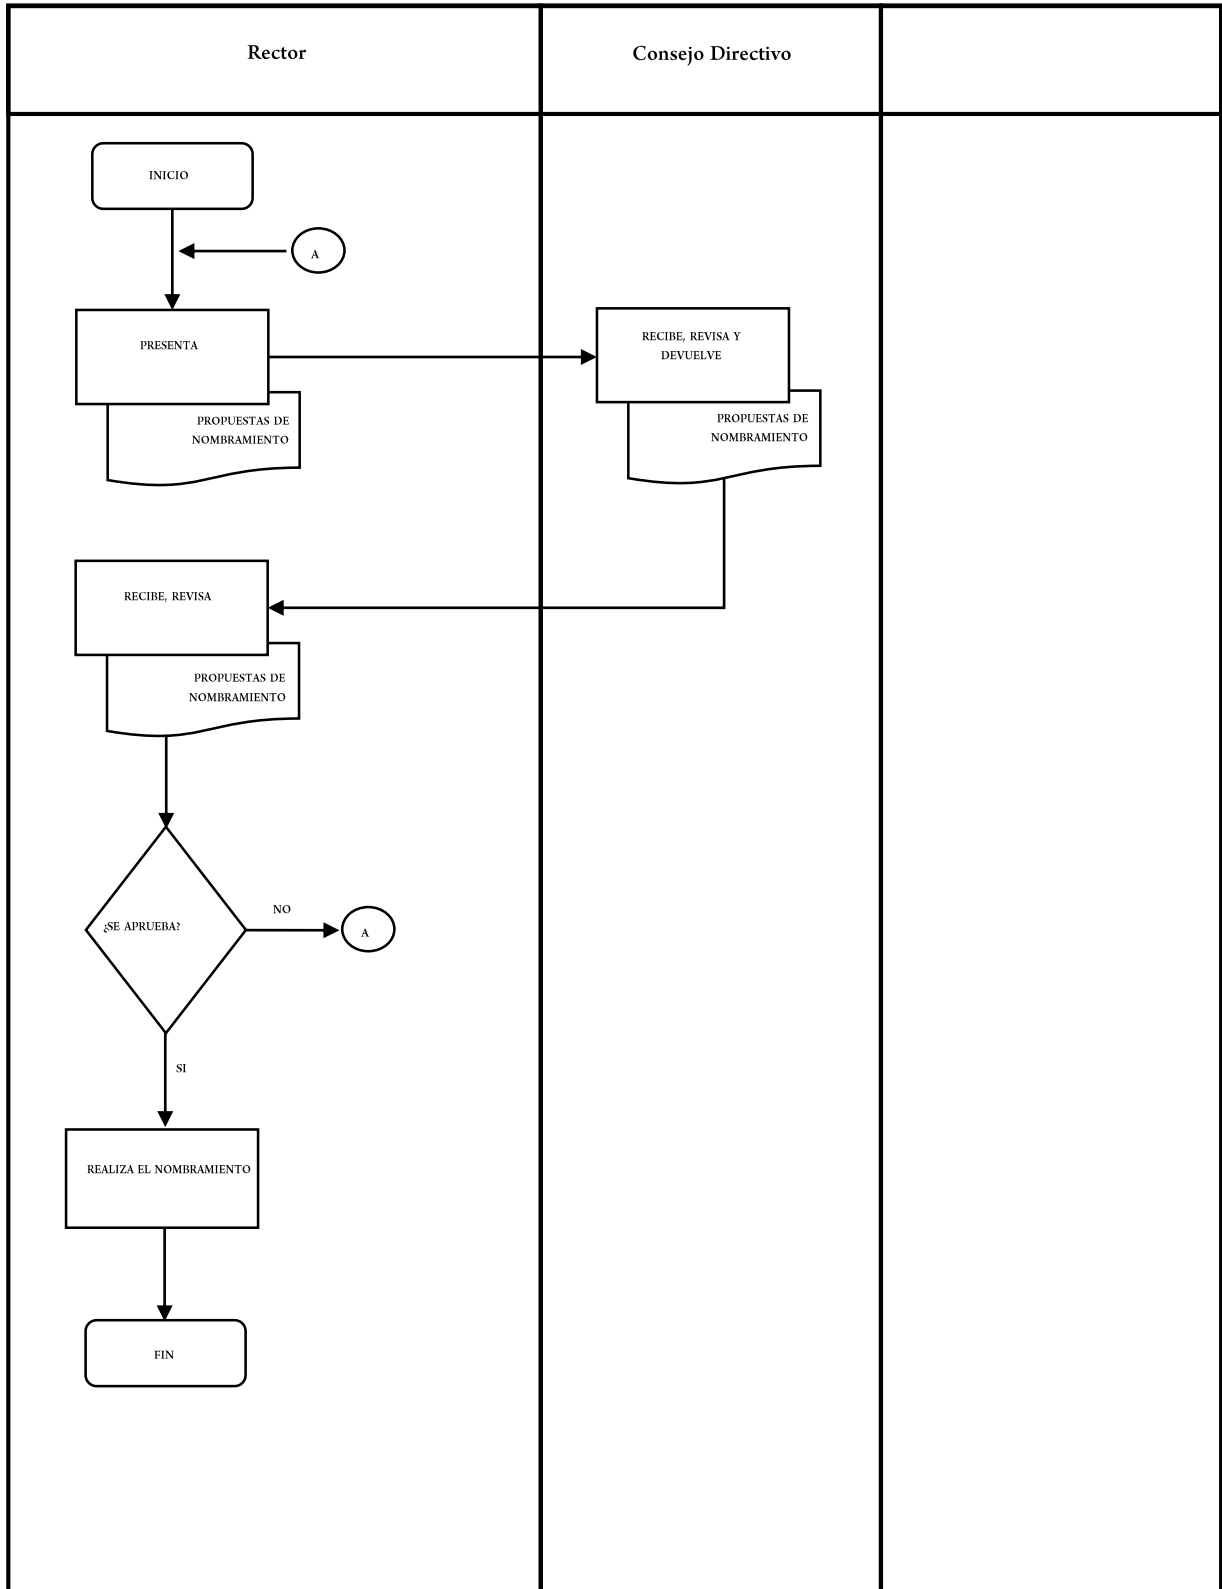 Rector
Consejo Directivo
INICIO
A
PRESENTA
PROPUESTAS DE
NOMBRAMIENTO
RECIBE, REVISA Y
DEVUELVE
PROPUESTAS DE
NOMBRAMIENTO
RECIBE, REVISA
PROPUESTAS DE
NOMBRAMIENTO
¿SE APRUEBA?
NO
A
SI
REALIZA EL NOMBRAMIENTO
FIN